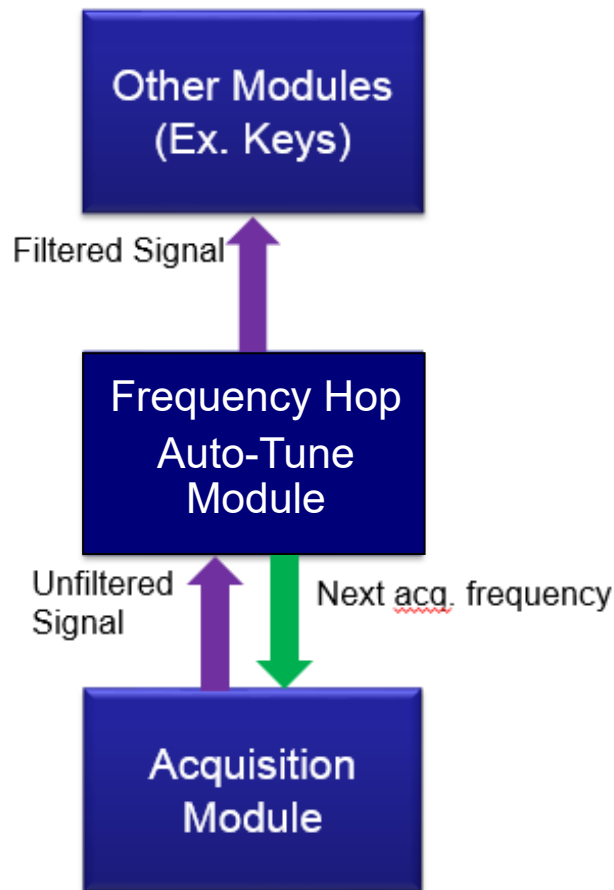 Other Modules
(Ex. Keys)
Filtered Signal
Frequency Hop
Auto-Tune
Module
Unfiltered
Signal
Next acq. frequency
Acquisition
Module